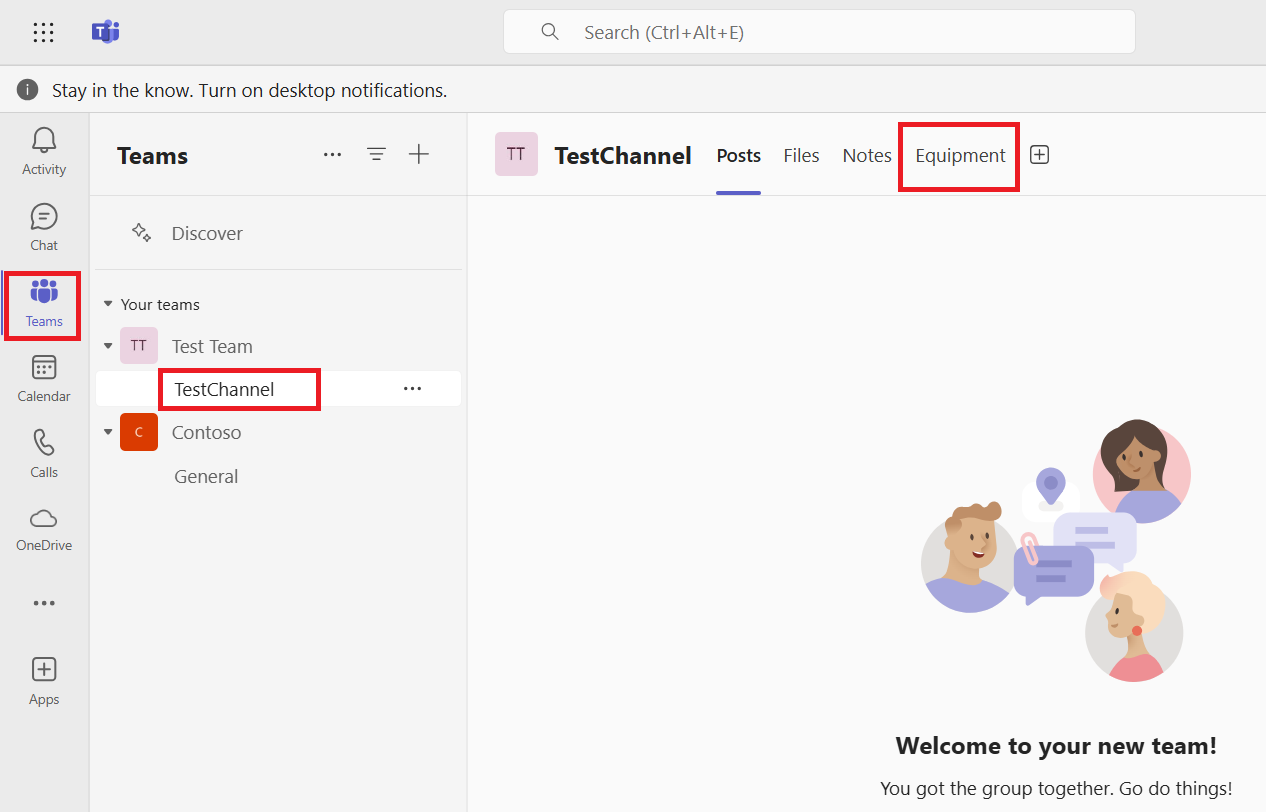 T
Search (Ctrl+Alt+E)
Stay in the know. Turn on desktop notifications.
Activity
Chat
Teams
Calendar
Calls
OneDrive
Apps
Teams
Discover
Your teams
TT Test Team
TestChannel
C Contoso
General
TT TestChannel Posts Files Notes Equipment
Welcome to your new team!
You got the group together. Go do things!